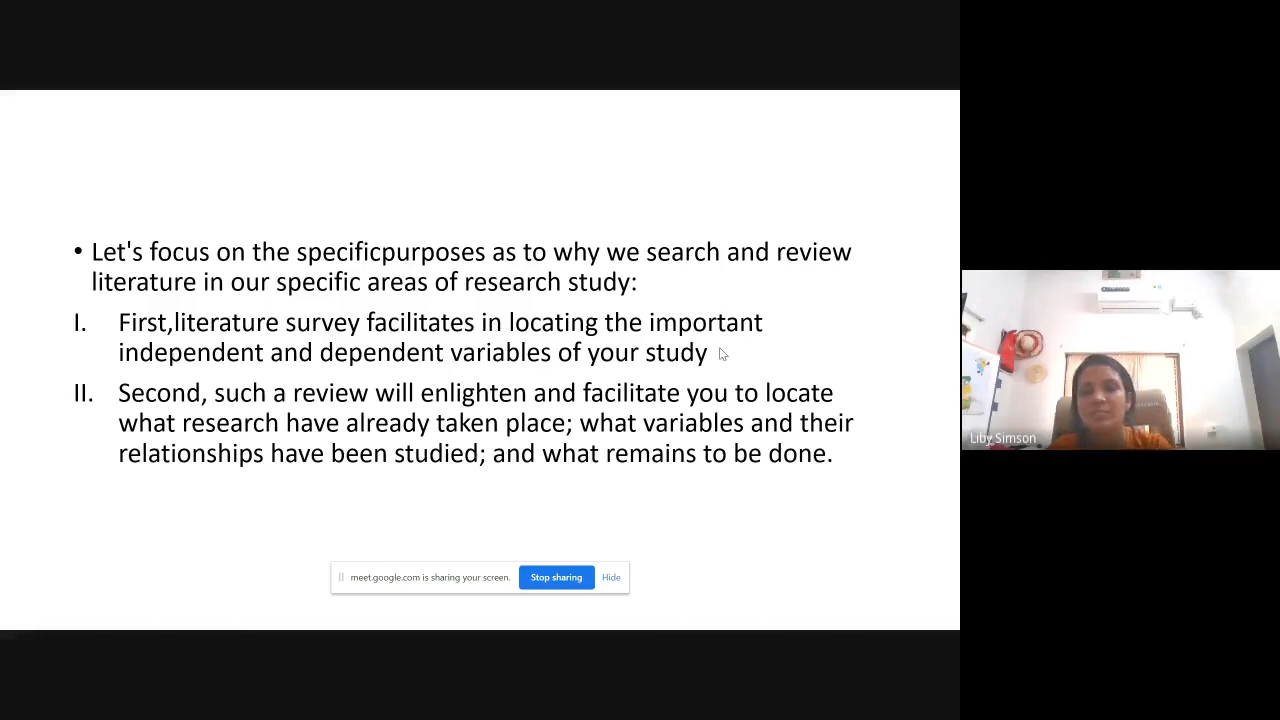 • Let's focus on the specificpurposes as to why we search and review
literature in our specific areas of research study:
I. First,literature survey facilitates in locating the important
independent and dependent variables of your study
II. Second, such a review will enlighten and facilitate you to locate
what research have already taken place; what variables and their
relationships have been studied; and what remains to be done.
meet.google.com is sharing your screen. Stop sharing Hide
Liby Simson